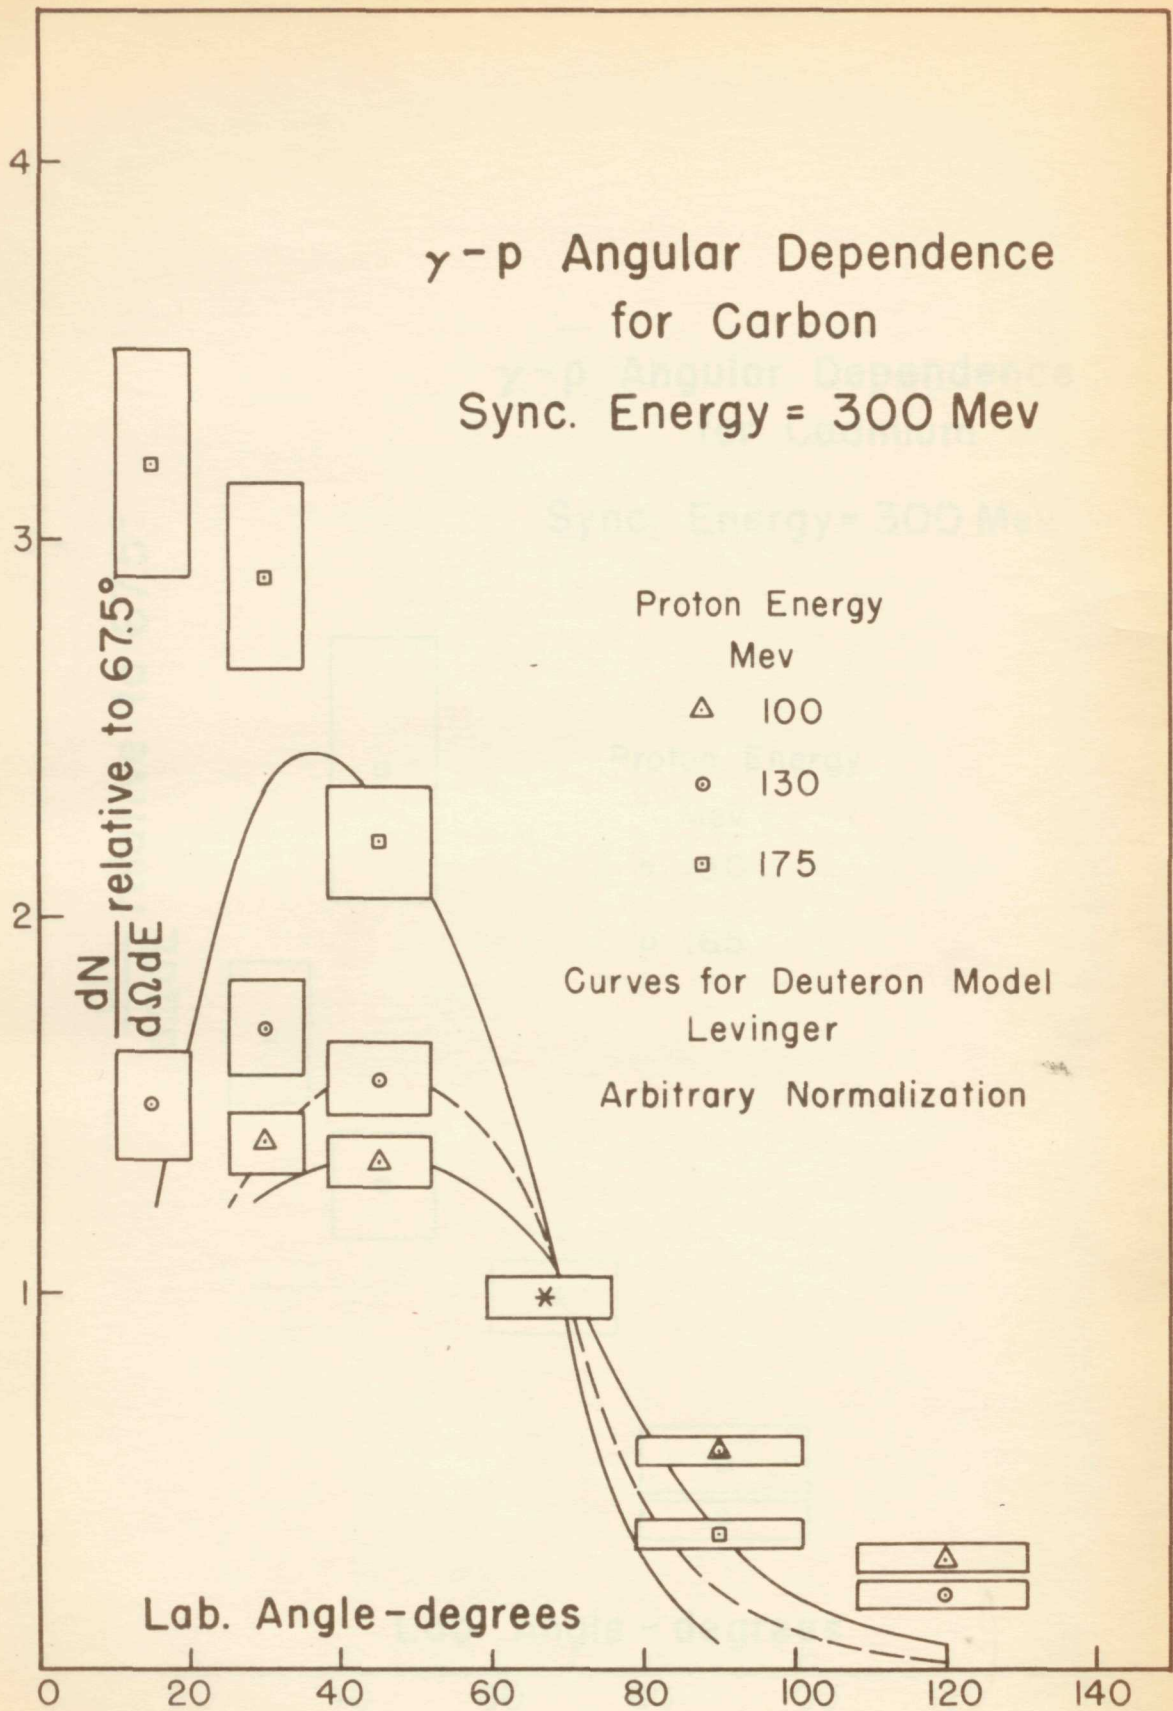 4
3
2
1
γ-p Angular Dependence
for Carbon
Sync. Energy = 300 Mev
dN
dΩdE relative to 67.5°
Proton Energy
Mev
100
130
175
Curves for Deuteron Model
Levinger
Arbitrary Normalization
Lab. Angle-degrees
0 20 40 60 80 100 120 140